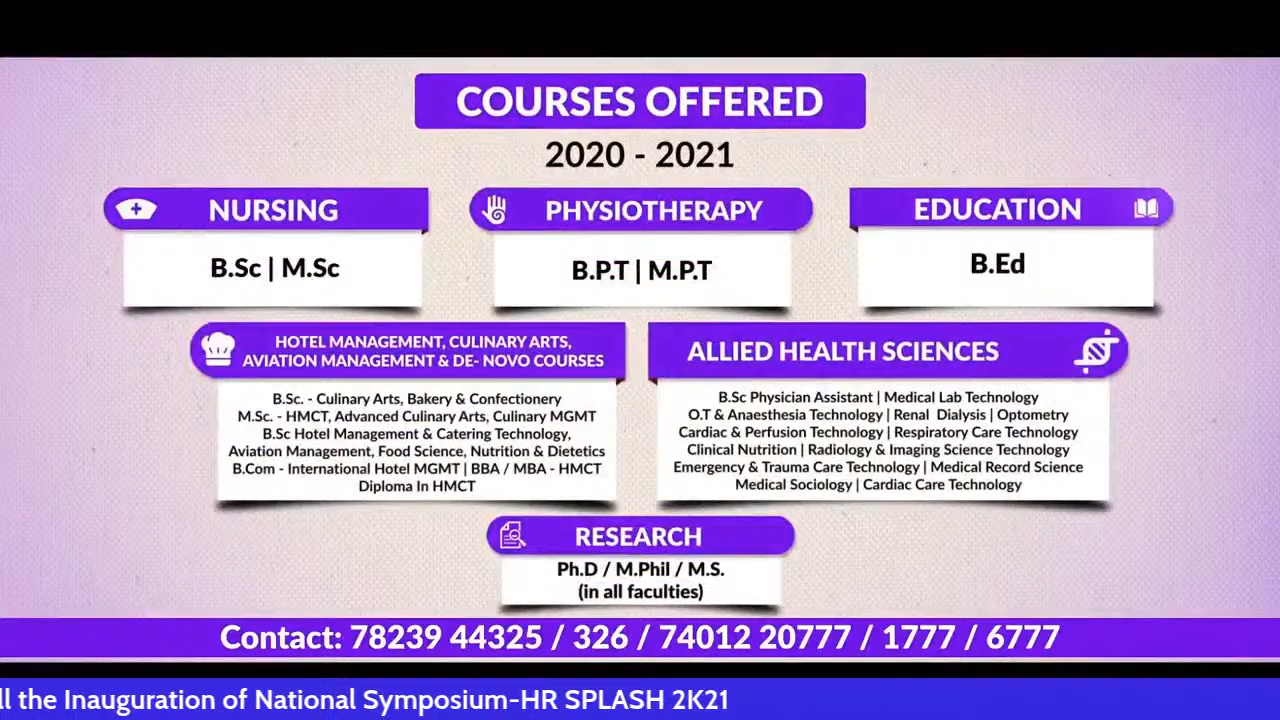 COURSES OFFERED
2020 - 2021
NURSING
B.Sc | M.Sc
PHYSIOTHERAPY
B.P.T | M.P.T
EDUCATION
B.Ed
HOTEL MANAGEMENT, CULINARY ARTS,
AVIATION MANAGEMENT & DE- NOVO COURSES
B.Sc. - Culinary Arts, Bakery & Confectionery
M.Sc. - HMCT, Advanced Culinary Arts, Culinary MGMT
B.Sc Hotel Management & Catering Technology,
Aviation Management, Food Science, Nutrition & Dietetics
B.Com - International Hotel MGMT | BBA / MBA - HMCT
Diploma In HMCT
ALLIED HEALTH SCIENCES
B.Sc Physician Assistant | Medical Lab Technology
O.T & Anaesthesia Technology | Renal Dialysis | Optometry
Cardiac & Perfusion Technology | Respiratory Care Technology
Clinical Nutrition | Radiology & Imaging Science Technology
Emergency & Trauma Care Technology | Medical Record Science
Medical Sociology | Cardiac Care Technology
RESEARCH
Ph.D / M.Phil / M.S.
(in all faculties)
Contact: 78239 44325 / 326 / 74012 20777 / 1777 / 6777
the Inauguration of National Symposium-HR SPLASH 2K21